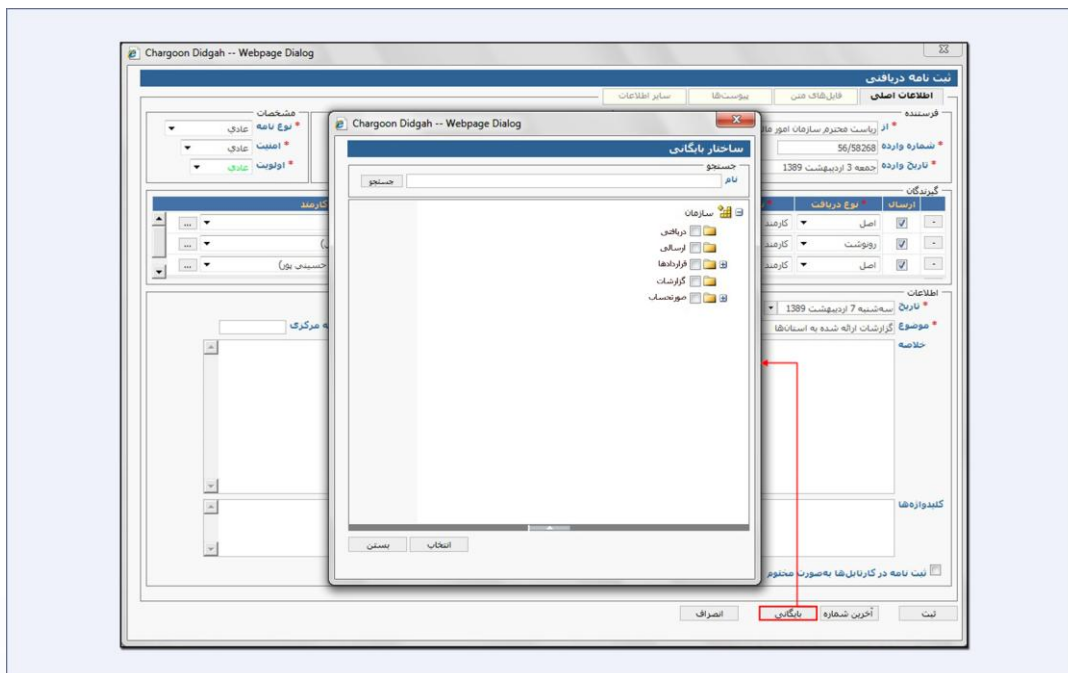 Chargoon Didgah -- Webpage Dialog
ثبت نامه دریافتی
اطلاعات اصلی
فایل‌های متن
پیوست‌ها
سایر اطلاعات
فرستنده
* از ریاست محترم سازمان امور
* شماره وارده 56/58268
* تاریخ وارده جمعه 3 اردیبهشت 1389
مشخصات
* نوع نامه عادی
* امنیت عادی
* اولویت عادی
گیرندگان
ارسال * نوع دریافت * کارمند
- اصل کارمند ...
- رونوشت کارمند ...
- اصل کارمند حسینی پور) ...
اطلاعات
* تاریخ سه‌شنبه 7 اردیبهشت 1389
* موضوع گزارشات ارائه شده به استان‌ها
ه مرکزی
خلاصه
کلیدواژه‌ها
ثبت نامه در کارتابل‌ها به‌صورت مختوم
ثبت
آخرین شماره
بایگانی
انصراف
Chargoon Didgah -- Webpage Dialog
ساختار بایگانی
جستجو
نام
جستجو
سازمان
دریافتی
ارسالی
قراردادها
گزارشات
صورتحساب
انتخاب
بستن